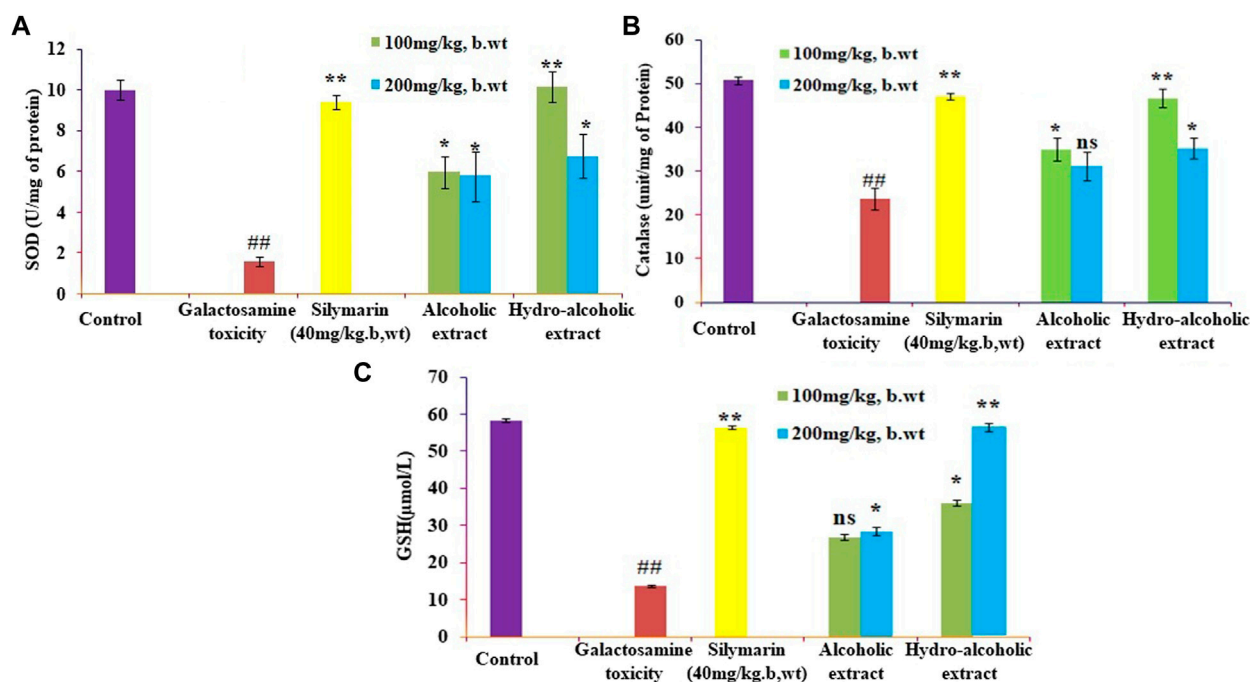 A
SOD (U/mg of protein)
12
10
8
6
4
2
0
100mg/kg, b.wt
200mg/kg, b.wt
##
**
*
*
**
*
Control
Galactosamine
toxicity
Silymarin
(40mg/kg.b,wt)
Alcoholic
extract
Hydro-alcoholic
extract
B
Catalase (unit/mg of Protein)
60
50
40
30
20
10
0
100mg/kg, b.wt
200mg/kg, b.wt
##
**
*
ns
**
*
Control
Galactosamine
toxicity
Silymarin
(40mg/kg.b,wt)
Alcoholic
extract
Hydro-alcoholic
extract
C
GSH(µmol/L)
70
60
50
40
30
20
10
0
100mg/kg, b.wt
200mg/kg, b.wt
##
**
ns
*
*
**
Control
Galactosamine
toxicity
Silymarin
(40mg/kg.b,wt)
Alcoholic
extract
Hydro-alcoholic
extract